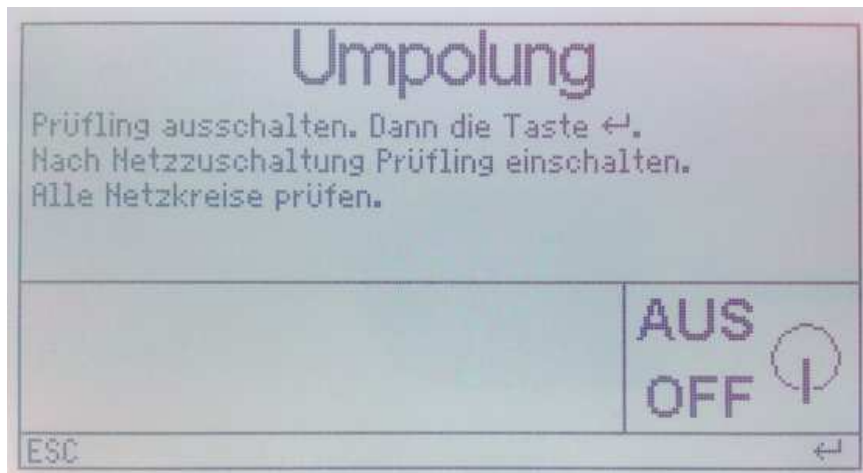 Umpolung
Prüfling ausschalten. Dann die Taste ↵.
Nach Netzzuschaltung Prüfling einschalten.
Alle Netzkreise prüfen.
AUS
OFF
ESC ↵